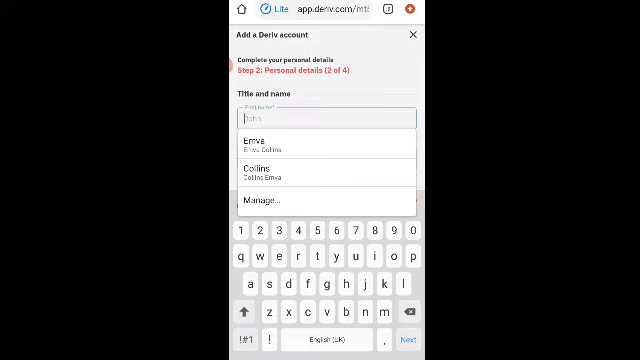 Lite app.deriv.com/mt5
Add a Deriv account
Complete your personal details
Step 2: Personal details (2 of 4)
Title and name
First name*
John
Emva
Emva Collins
Collins
Collins Emva
Manage...
1 2 3 4 5 6 7 8 9 0
q w e r t y u i o p
a s d f g h j k l
z x c v b n m
!#1 ! English (UK) . Next